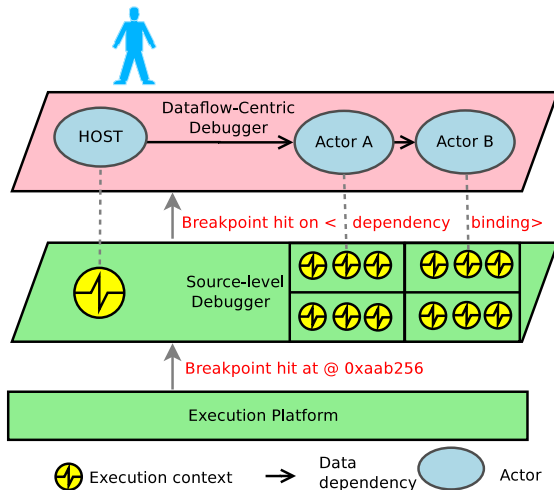 Dataflow-Centric
Debugger
HOST
Actor A
Actor B
Breakpoint hit on < dependency binding>
Source-level
Debugger
Breakpoint hit at @ 0xaab256
Execution Platform
Execution context
Data
dependency
Actor